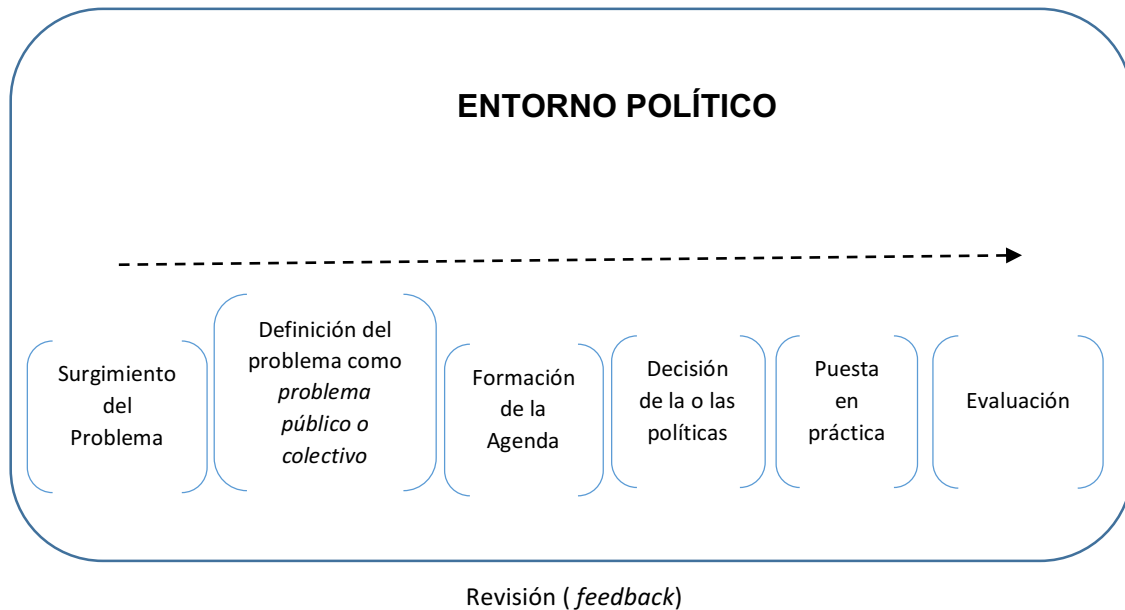 ENTORNO POLÍTICO
Surgimiento
del
Problema
Definición del
problema como
problema
público o
colectivo
Formación
de la
Agenda
Decisión
de la o las
políticas
Puesta
en
práctica
Evaluación
Revisión ( feedback)